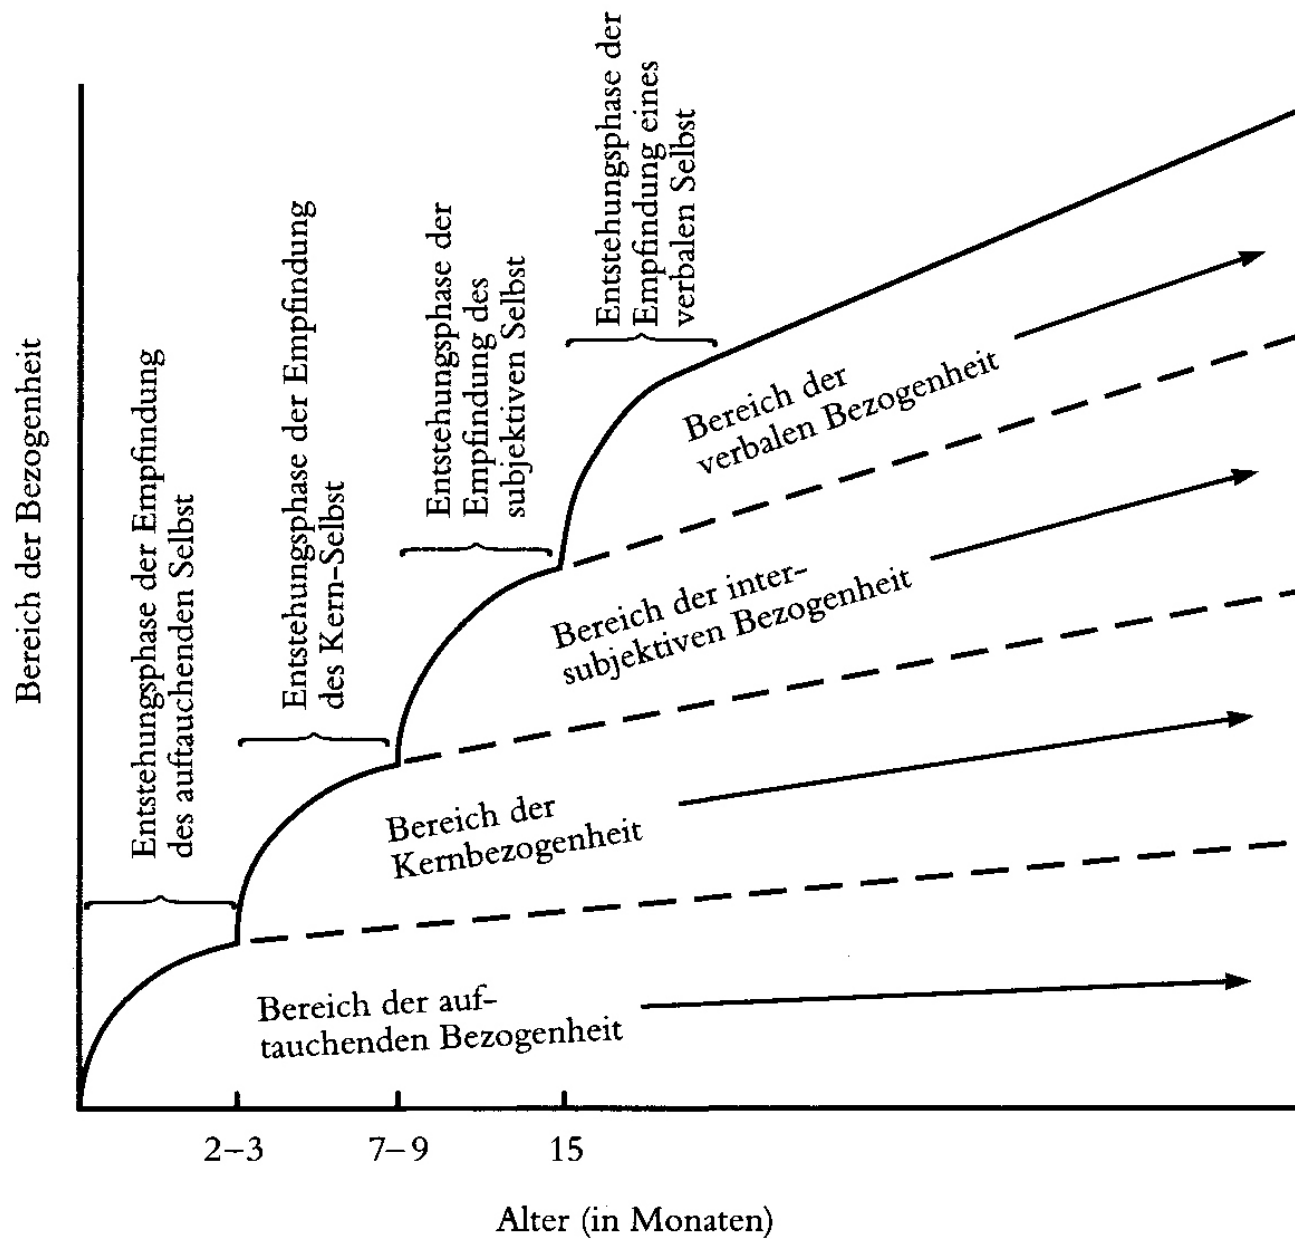 Bereich der Bezogenheit
Entstehungsphase der Empfindung
des auftauchenden Selbst
Entstehungsphase der Empfindung
des Kern-Selbst
Entstehungsphase der
Empfindung des
subjektiven Selbst
Entstehungsphase der
Empfindung eines
verbalen Selbst
Bereich der
verbalen Bezogenheit
Bereich der inter-
subjektiven Bezogenheit
Bereich der
Kernbezogenheit
Bereich der auf-
tauchenden Bezogenheit
2–3 7–9 15
Alter (in Monaten)